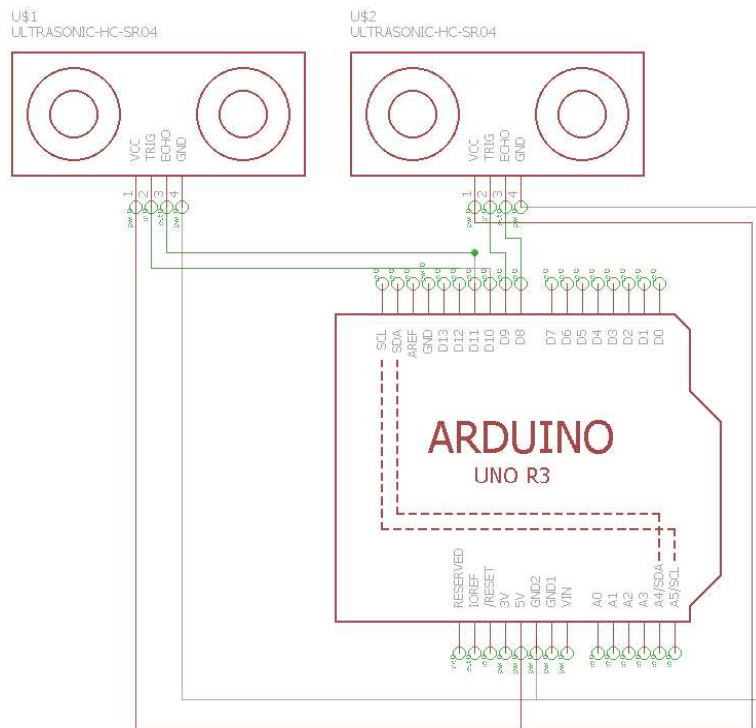 U$1
ULTRASONIC-HC-SR04
U$2
ULTRASONIC-HC-SR04
VCC
TRIG
ECHO
GND
VCC
TRIG
ECHO
GND
1
2
3
4
1
2
3
4
SCL
SDA
AREF
GND
D13
D12
D11
D10
D9
D8
D7
D6
D5
D4
D3
D2
D1
D0
ARDUINO
UNO R3
RESERVED
IOREF
/RESET
3V
5V
GND2
GND1
VIN
A0
A1
A2
A3
A4/SDA
A5/SCL